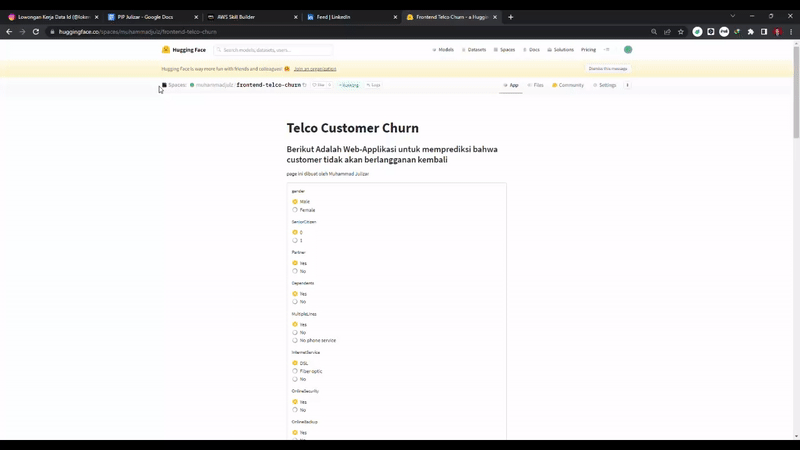 Lowongan Kerja Data Id (@loke
PIP Julizar - Google Docs
AWS Skill Builder
Feed | LinkedIn
Frontend Telco Churn - a Hugg
huggingface.co/spaces/muhammadjulz/frontend-telco-churn
Hugging Face
Search models, datasets, users...
Models
Datasets
Spaces
Docs
Solutions
Pricing
Hugging Face is way more fun with friends and colleagues!
Join an organization
Dismiss this message
Spaces:
frontend-telco-churn
like
Running
Logs
App
Files
Community
Settings
Telco Customer Churn
Berikut Adalah Web-Applikasi untuk memprediksi bahwa
customer tidak akan berlangganan kembali
page ini dibuat oleh Muhammad Julizar
gender
Male
Female
SeniorCitizen
0
1
Partner
Yes
No
Dependents
Yes
No
MultipleLines
Yes
No
No phone service
InternetService
DSL
Fiber optic
No
OnlineSecurity
Yes
No
OnlineBackup
Yes